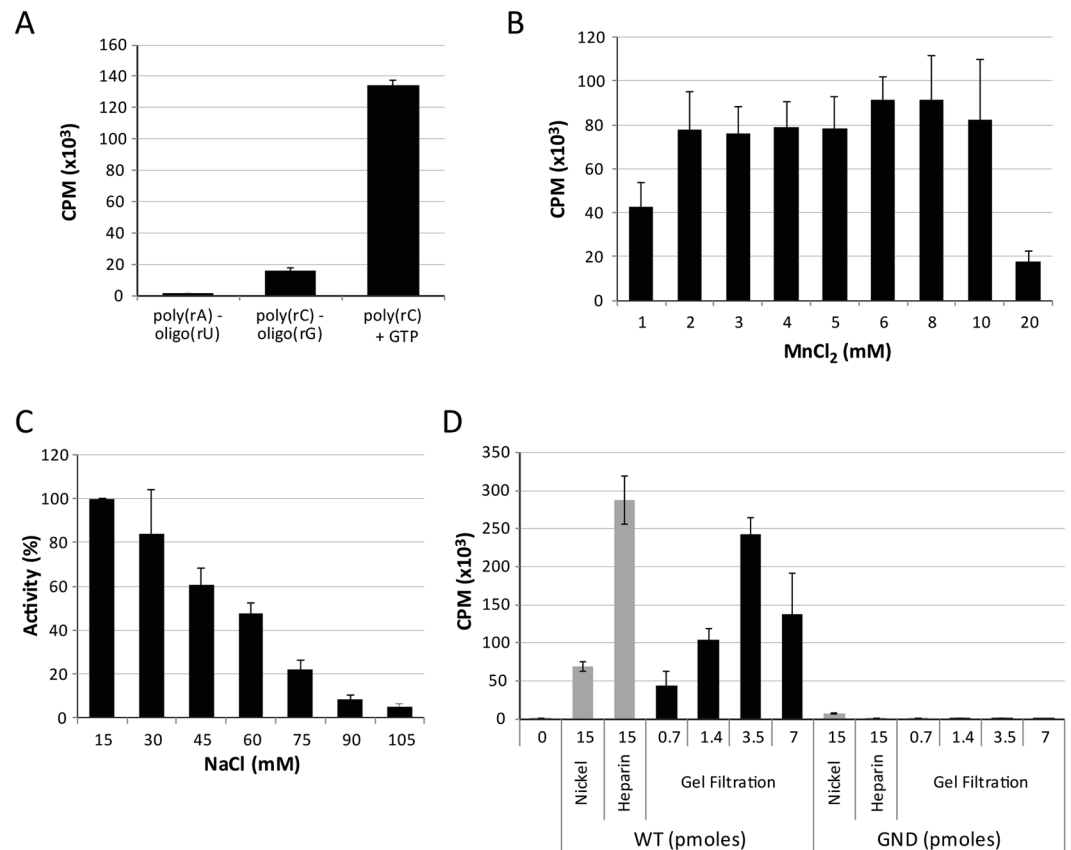 A
CPM (x10³)
160
140
120
100
80
60
40
20
0
poly(rA) - oligo(rU)
poly(rC) - oligo(rG)
poly(rC) + GTP
B
CPM (x10³)
120
100
80
60
40
20
0
1 2 3 4 5 6 8 10 20
MnCl₂ (mM)
C
Activity (%)
120
100
80
60
40
20
0
15 30 45 60 75 90 105
NaCl (mM)
D
CPM (x10³)
350
300
250
200
150
100
50
0
0 15 15 0.7 1.4 3.5 7 15 15 0.7 1.4 3.5 7
Nickel Heparin Gel Filtration Nickel Heparin Gel Filtration
WT (pmoles) GND (pmoles)